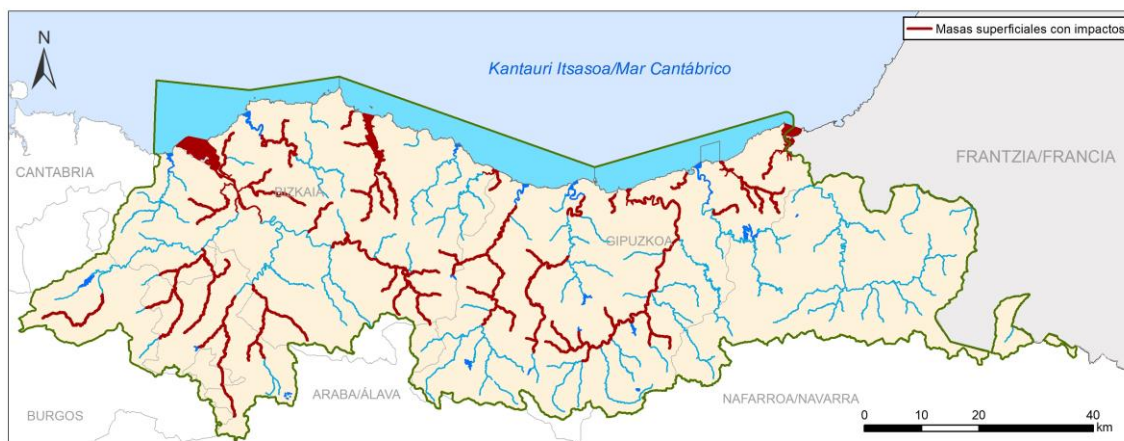 Masas superficiales con impactos
N
Kantauri Itsasoa/Mar Cantábrico
FRANTZIA/FRANCIA
CANTABRIA
BIZKAIA
GIPUZKOA
ARABA/ÁLAVA
NAFARROA/NAVARRA
BURGOS
0 10 20 40
km